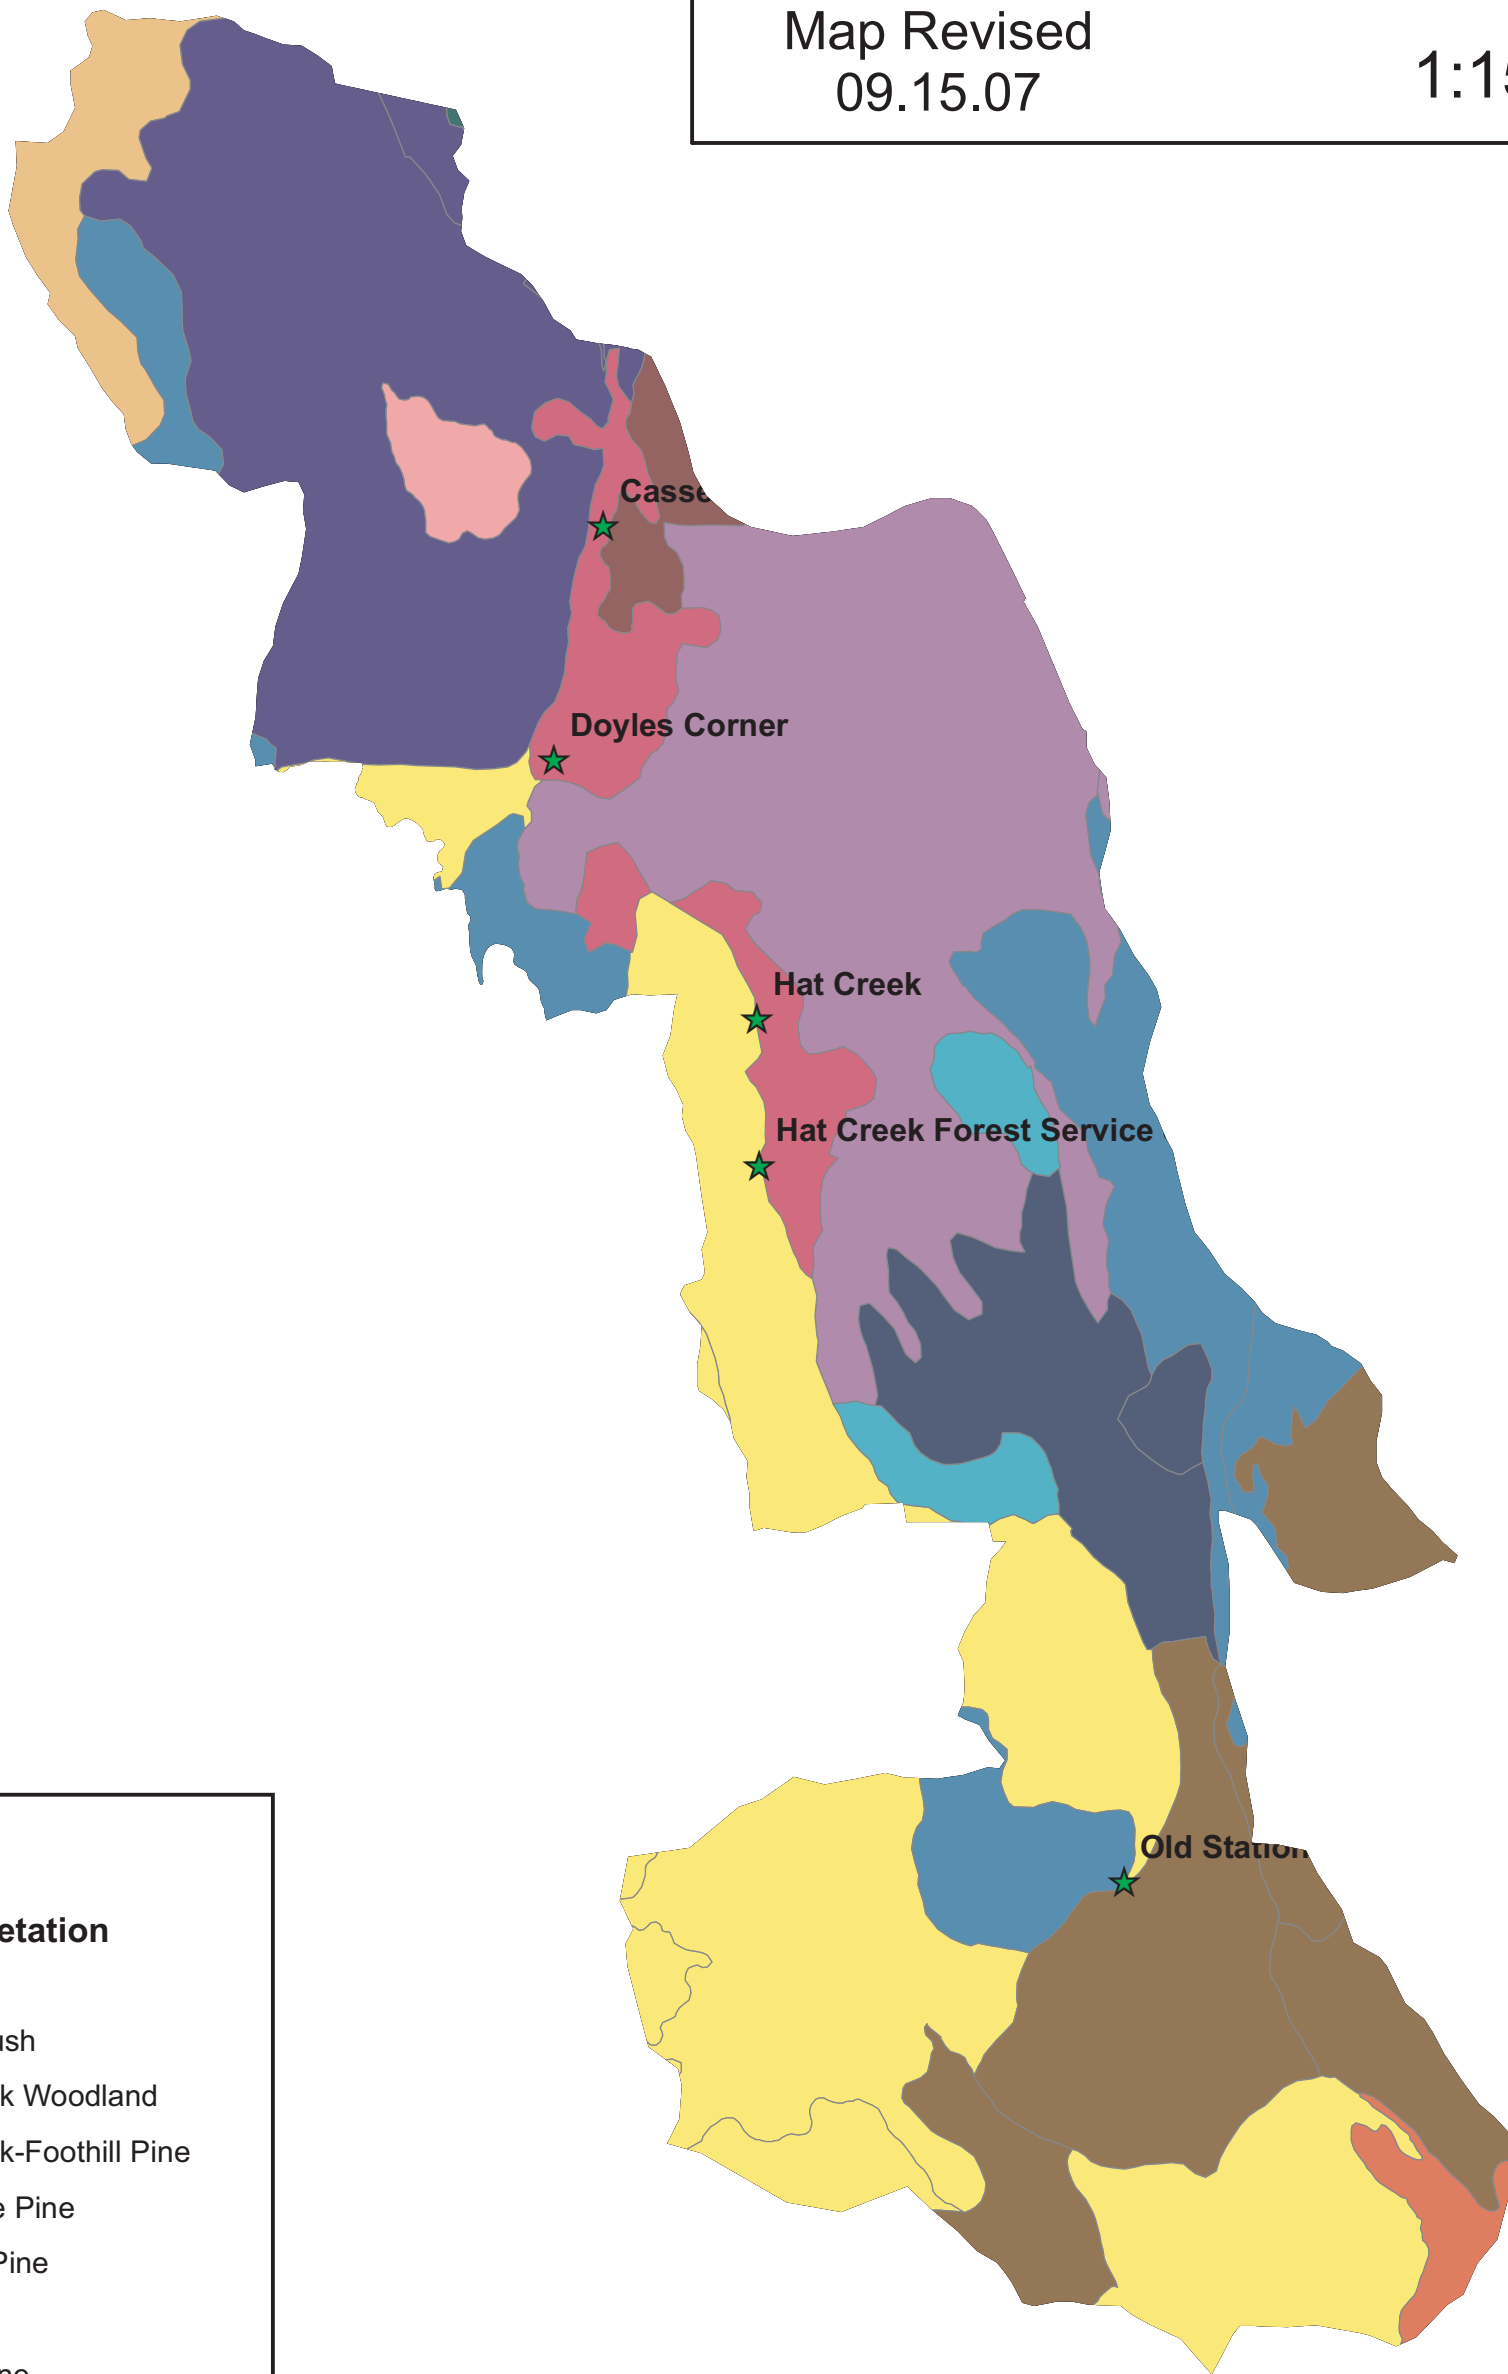 Map Revised
09.15.07
1:15
Casse
Doyles Corner
Hat Creek
Hat Creek Forest Service
Old Station
etation
ush
k Woodland
k-Foothill Pine
e Pine
Pine